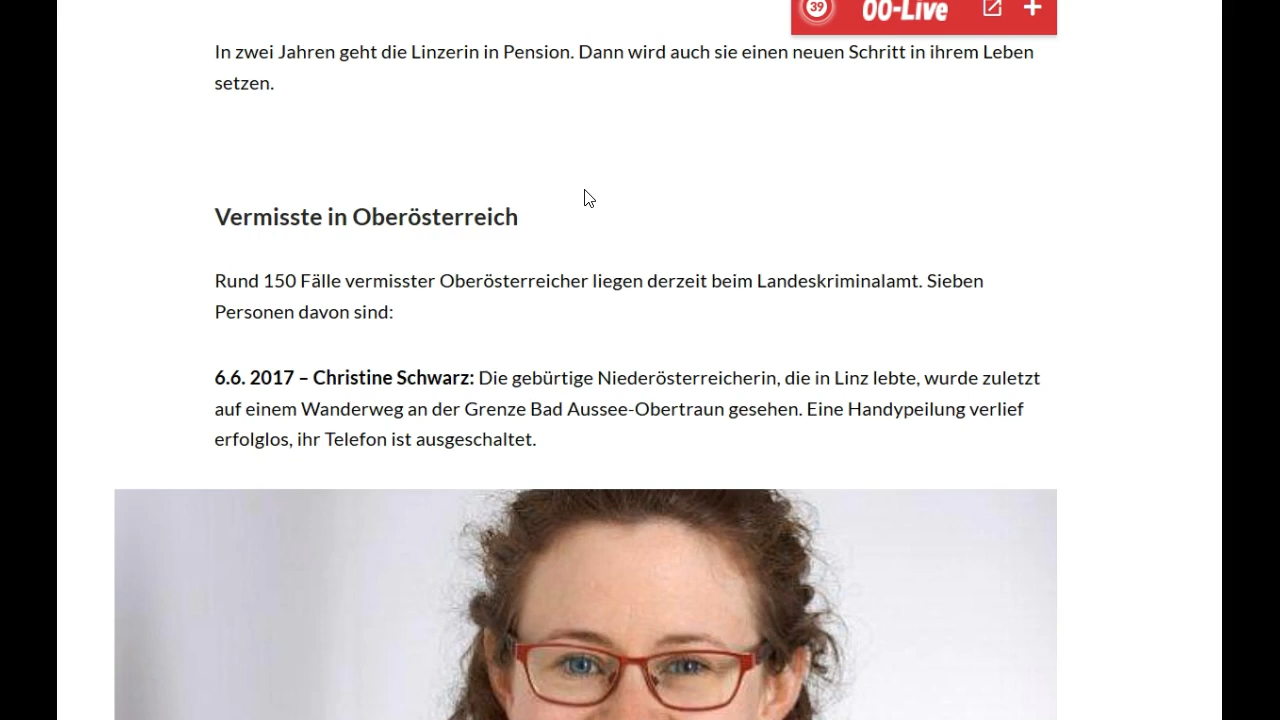 39 OÖ-Live
In zwei Jahren geht die Linzerin in Pension. Dann wird auch sie einen neuen Schritt in ihrem Leben
setzen.
Vermisste in Oberösterreich
Rund 150 Fälle vermisster Oberösterreicher liegen derzeit beim Landeskriminalamt. Sieben
Personen davon sind:
6.6. 2017 – Christine Schwarz: Die gebürtige Niederösterreicherin, die in Linz lebte, wurde zuletzt
auf einem Wanderweg an der Grenze Bad Aussee-Obertraun gesehen. Eine Handypeilung verlief
erfolglos, ihr Telefon ist ausgeschaltet.